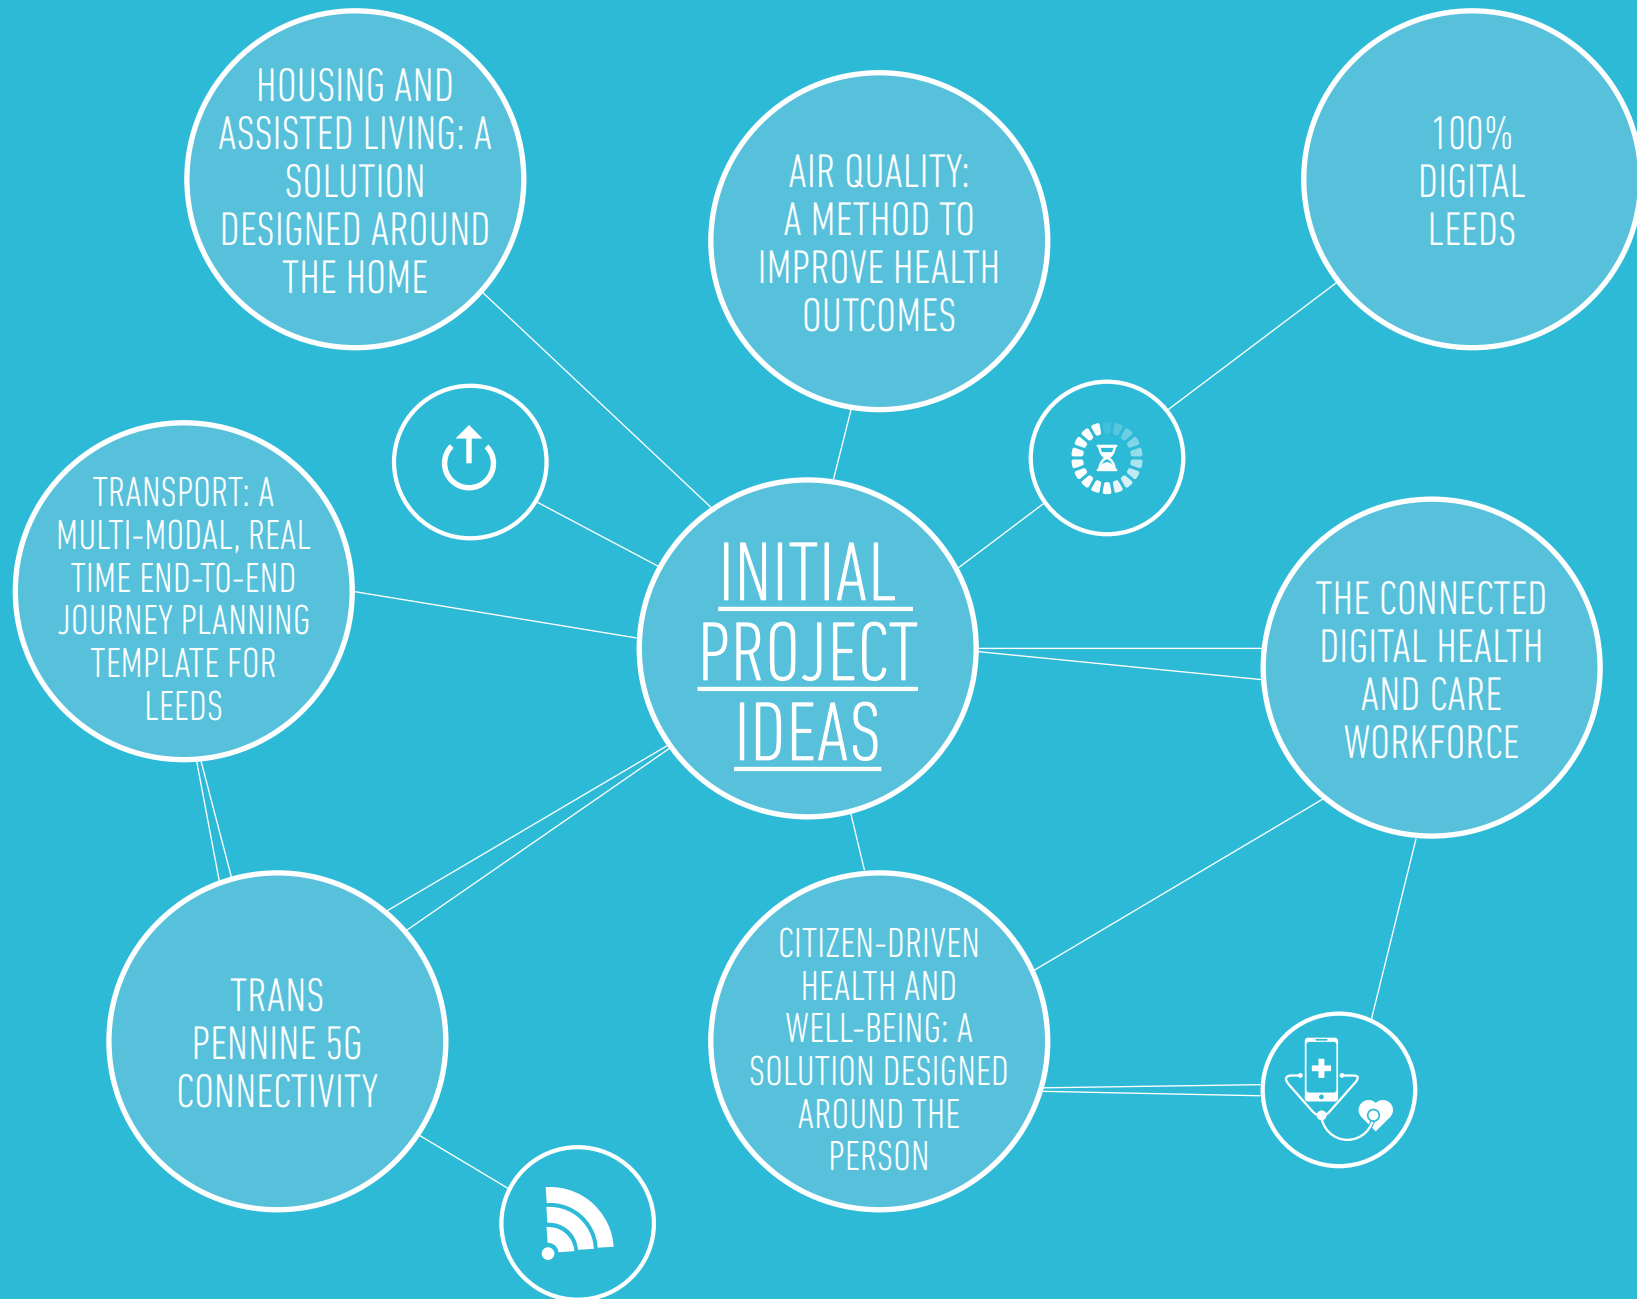 HOUSING AND
ASSISTED LIVING: A
SOLUTION
DESIGNED AROUND
THE HOME
AIR QUALITY:
A METHOD TO
IMPROVE HEALTH
OUTCOMES
100%
DIGITAL
LEEDS
TRANSPORT: A
MULTI-MODAL, REAL
TIME END-TO-END
JOURNEY PLANNING
TEMPLATE FOR
LEEDS
INITIAL
PROJECT
IDEAS
THE CONNECTED
DIGITAL HEALTH
AND CARE
WORKFORCE
TRANS
PENNINE 5G
CONNECTIVITY
CITIZEN-DRIVEN
HEALTH AND
WELL-BEING: A
SOLUTION DESIGNED
AROUND THE
PERSON